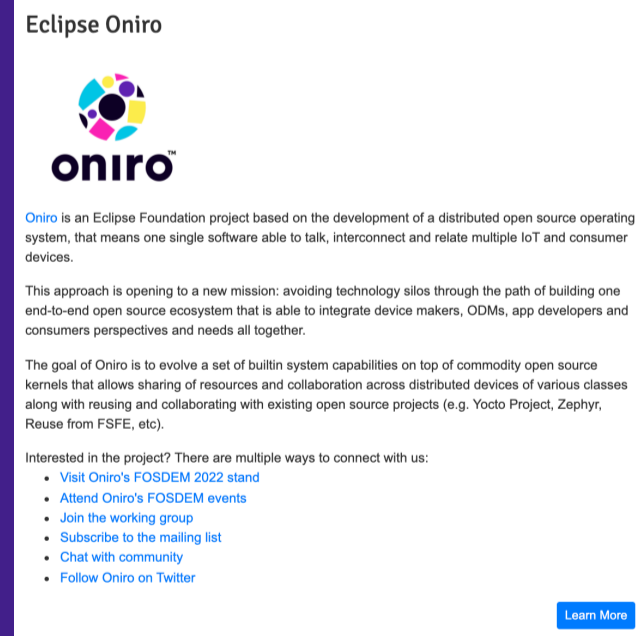 Eclipse Oniro
oniro™
Oniro is an Eclipse Foundation project based on the development of a distributed open source operating
system, that means one single software able to talk, interconnect and relate multiple IoT and consumer
devices.
This approach is opening to a new mission: avoiding technology silos through the path of building one
end-to-end open source ecosystem that is able to integrate device makers, ODMs, app developers and
consumers perspectives and needs all together.
The goal of Oniro is to evolve a set of builtin system capabilities on top of commodity open source
kernels that allows sharing of resources and collaboration across distributed devices of various classes
along with reusing and collaborating with existing open source projects (e.g. Yocto Project, Zephyr,
Reuse from FSFE, etc).
Interested in the project? There are multiple ways to connect with us:
• Visit Oniro's FOSDEM 2022 stand
• Attend Oniro's FOSDEM events
• Join the working group
• Subscribe to the mailing list
• Chat with community
• Follow Oniro on Twitter
Learn More